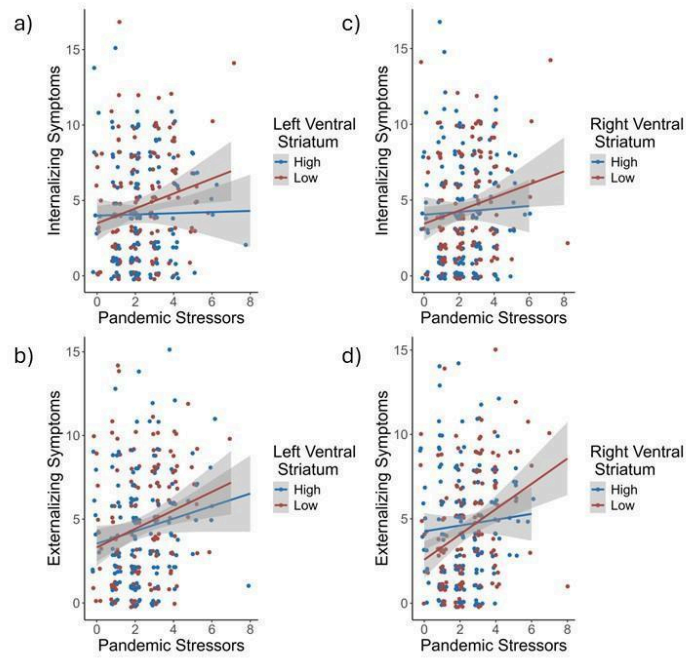 a)
15
10
5
0
Internalizing Symptoms
0 2 4 6 8
Pandemic Stressors
Left Ventral
Striatum
High
Low
c)
15
10
5
0
Internalizing Symptoms
0 2 4 6 8
Pandemic Stressors
Right Ventral
Striatum
High
Low
b)
15
10
5
0
Externalizing Symptoms
0 2 4 6 8
Pandemic Stressors
Left Ventral
Striatum
High
Low
d)
15
10
5
0
Externalizing Symptoms
0 2 4 6 8
Pandemic Stressors
Right Ventral
Striatum
High
Low